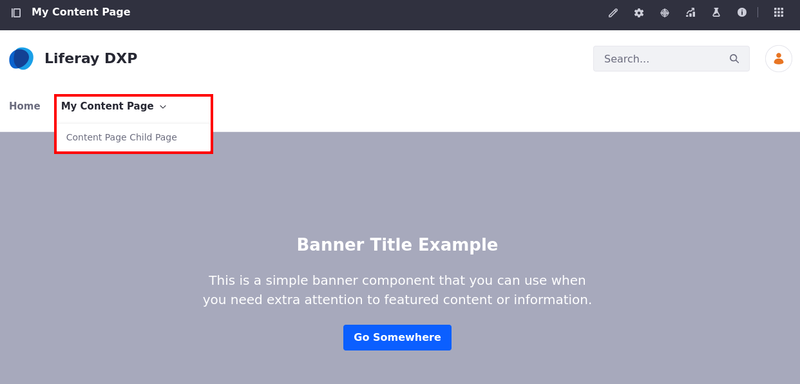 My Content Page
Liferay DXP
Search...
Home
My Content Page
Content Page Child Page
Banner Title Example
This is a simple banner component that you can use when
you need extra attention to featured content or information.
Go Somewhere